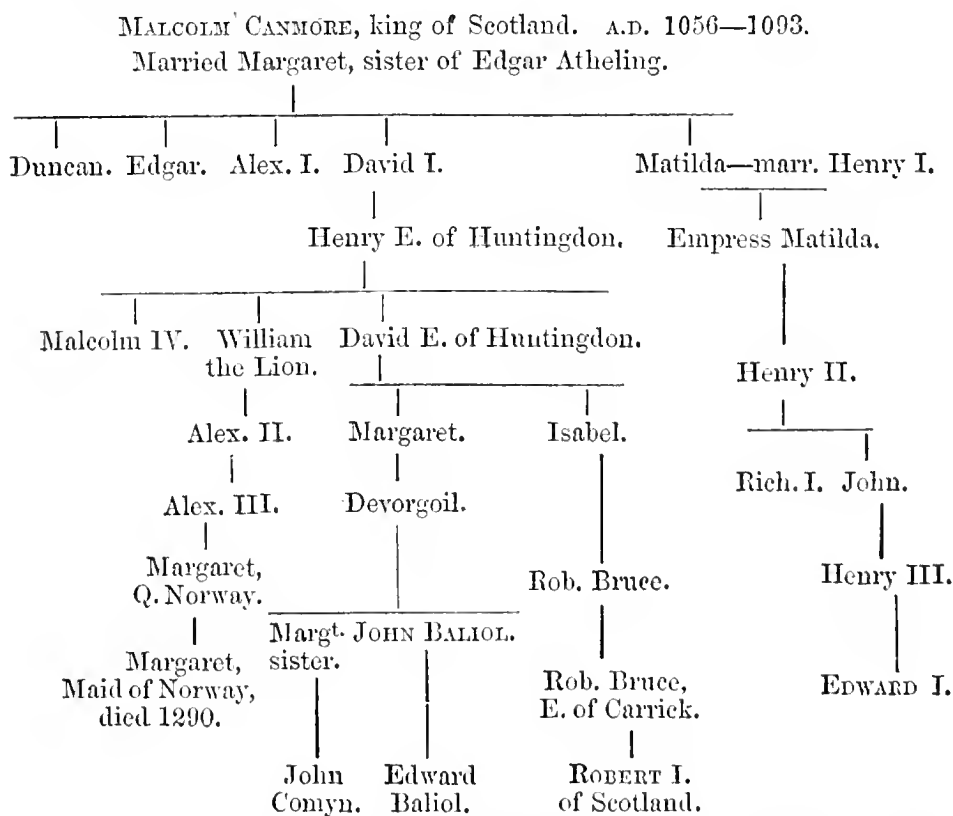 MALCOLM CANMORE, king of Scotland. A.D. 1056—1093.
Married Margaret, sister of Edgar Atheling.
Duncan. Edgar. Alex. I. David I. Matilda—marr. Henry I.
Henry E. of Huntingdon. Empress Matilda.
Malcolm IV. William David E. of Huntingdon.
the Lion. Henry II.
Alex. II. Margaret. Isabel.
Rich. I. John.
Alex. III. Devorgoil.
Margaret, Rob. Bruce. Henry III.
Q. Norway.
Margt. JOHN BALIOL.
sister.
Margaret,
Maid of Norway,
died 1290.
Rob. Bruce, EDWARD I.
E. of Carrick.
John Edward ROBERT I.
Comyn. Baliol. of Scotland.